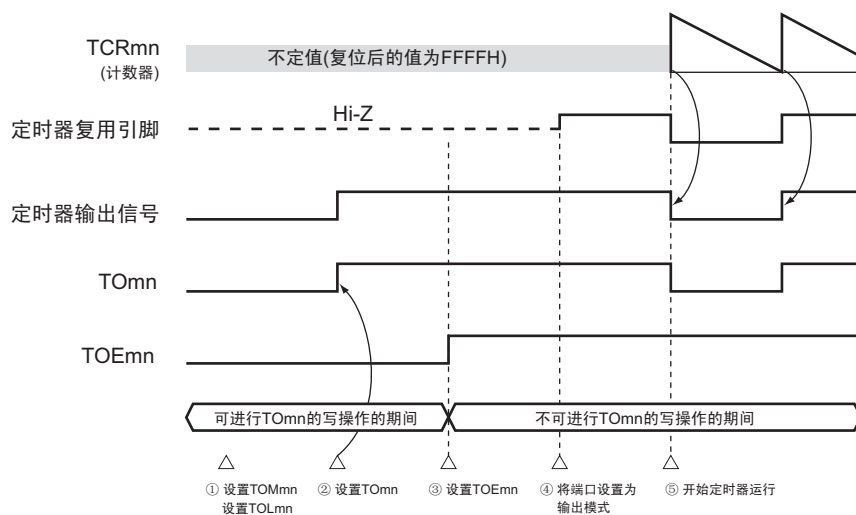 TCRmn
(计数器)
不定值(复位后的值为FFFFH)
定时器复用引脚
Hi-Z
定时器输出信号
TOmn
TOEmn
可进行TOmn的写操作的期间
不可进行TOmn的写操作的期间
① 设置TOMmn
设置TOLmn
② 设置TOmn
③ 设置TOEmn
④ 将端口设置为
输出模式
⑤ 开始定时器运行